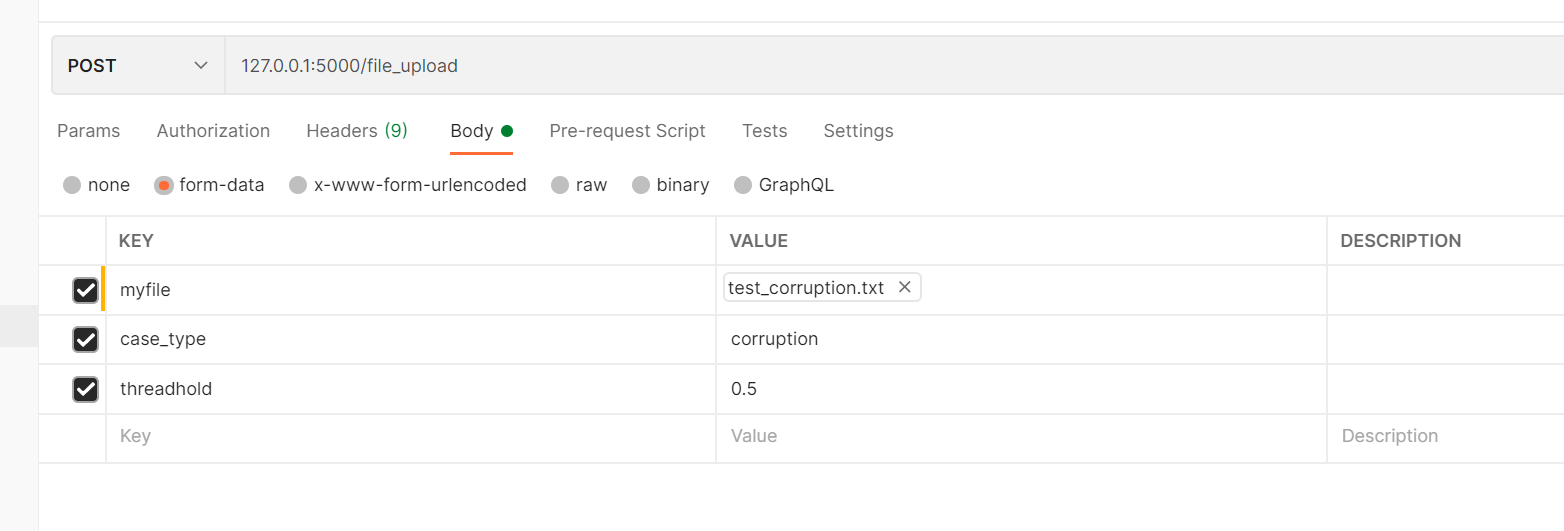 POST 127.0.0.1:5000/file_upload
Params Authorization Headers (9) Body Pre-request Script Tests Settings
none form-data x-www-form-urlencoded raw binary GraphQL
KEY VALUE DESCRIPTION
myfile test_corruption.txt
case_type corruption
threadhold 0.5
Key Value Description